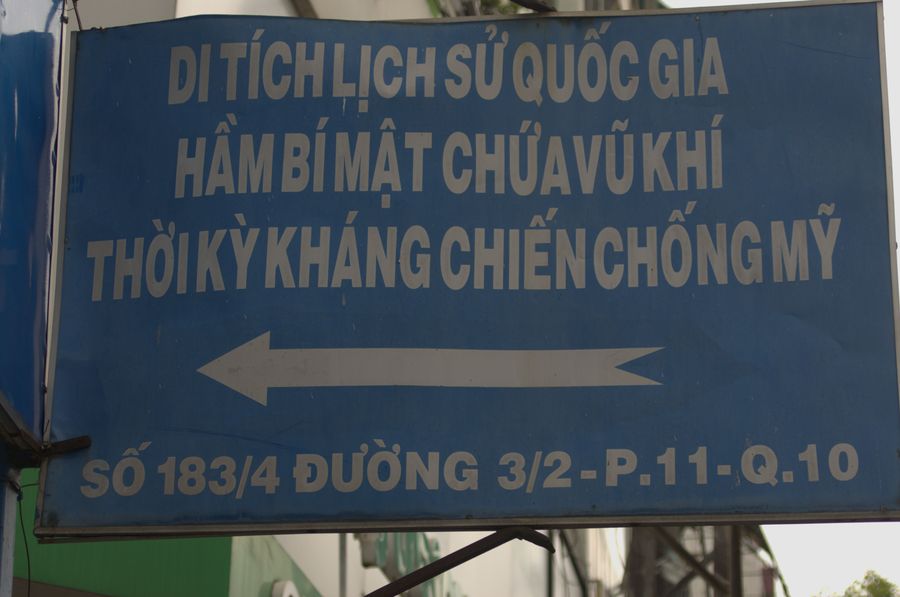 DI TÍCH LỊCH SỬ QUỐC GIA
HẦM BÍ MẬT CHỨA VŨ KHÍ
THỜI KỲ KHÁNG CHIẾN CHỐNG MỸ
SỐ 183/4 ĐƯỜNG 3/2-P.11-Q.10